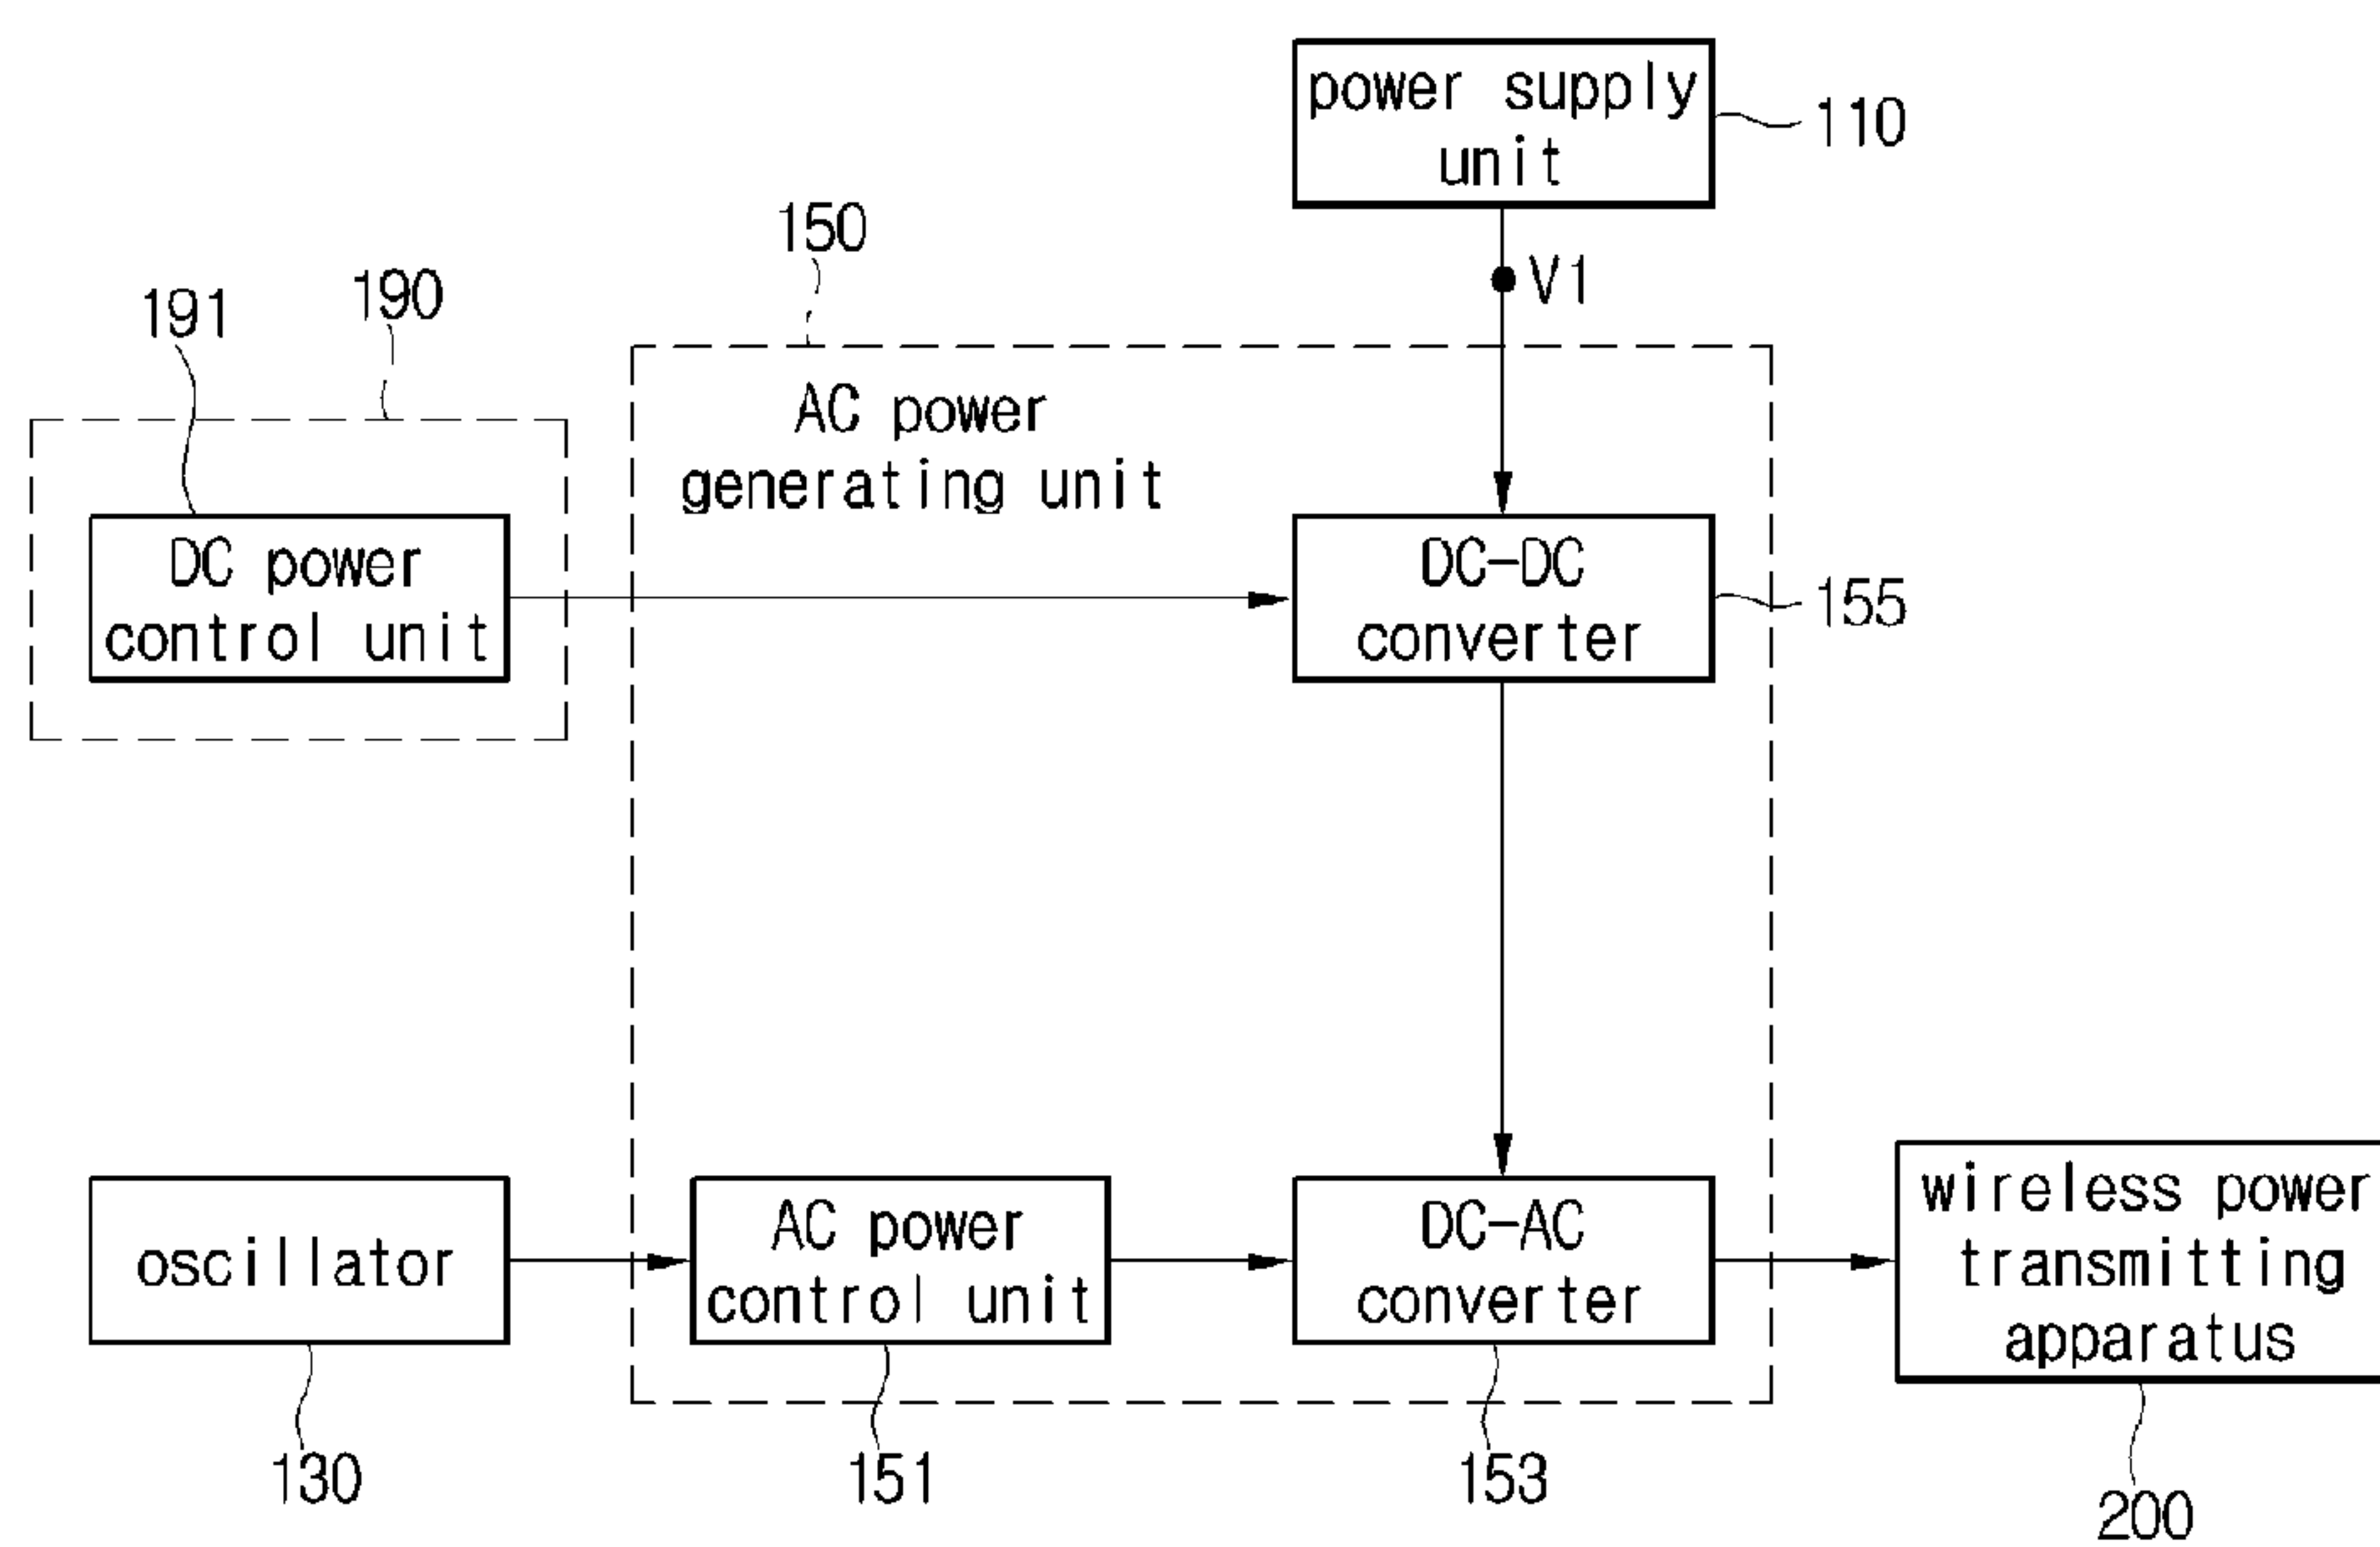 power supply
unit
110
150
V1
191
190
AC power
generating unit
DC power
control unit
DC-DC
converter
155
oscillator
AC power
control unit
DC-AC
converter
wireless power
transmitting
apparatus
130
151
153
200